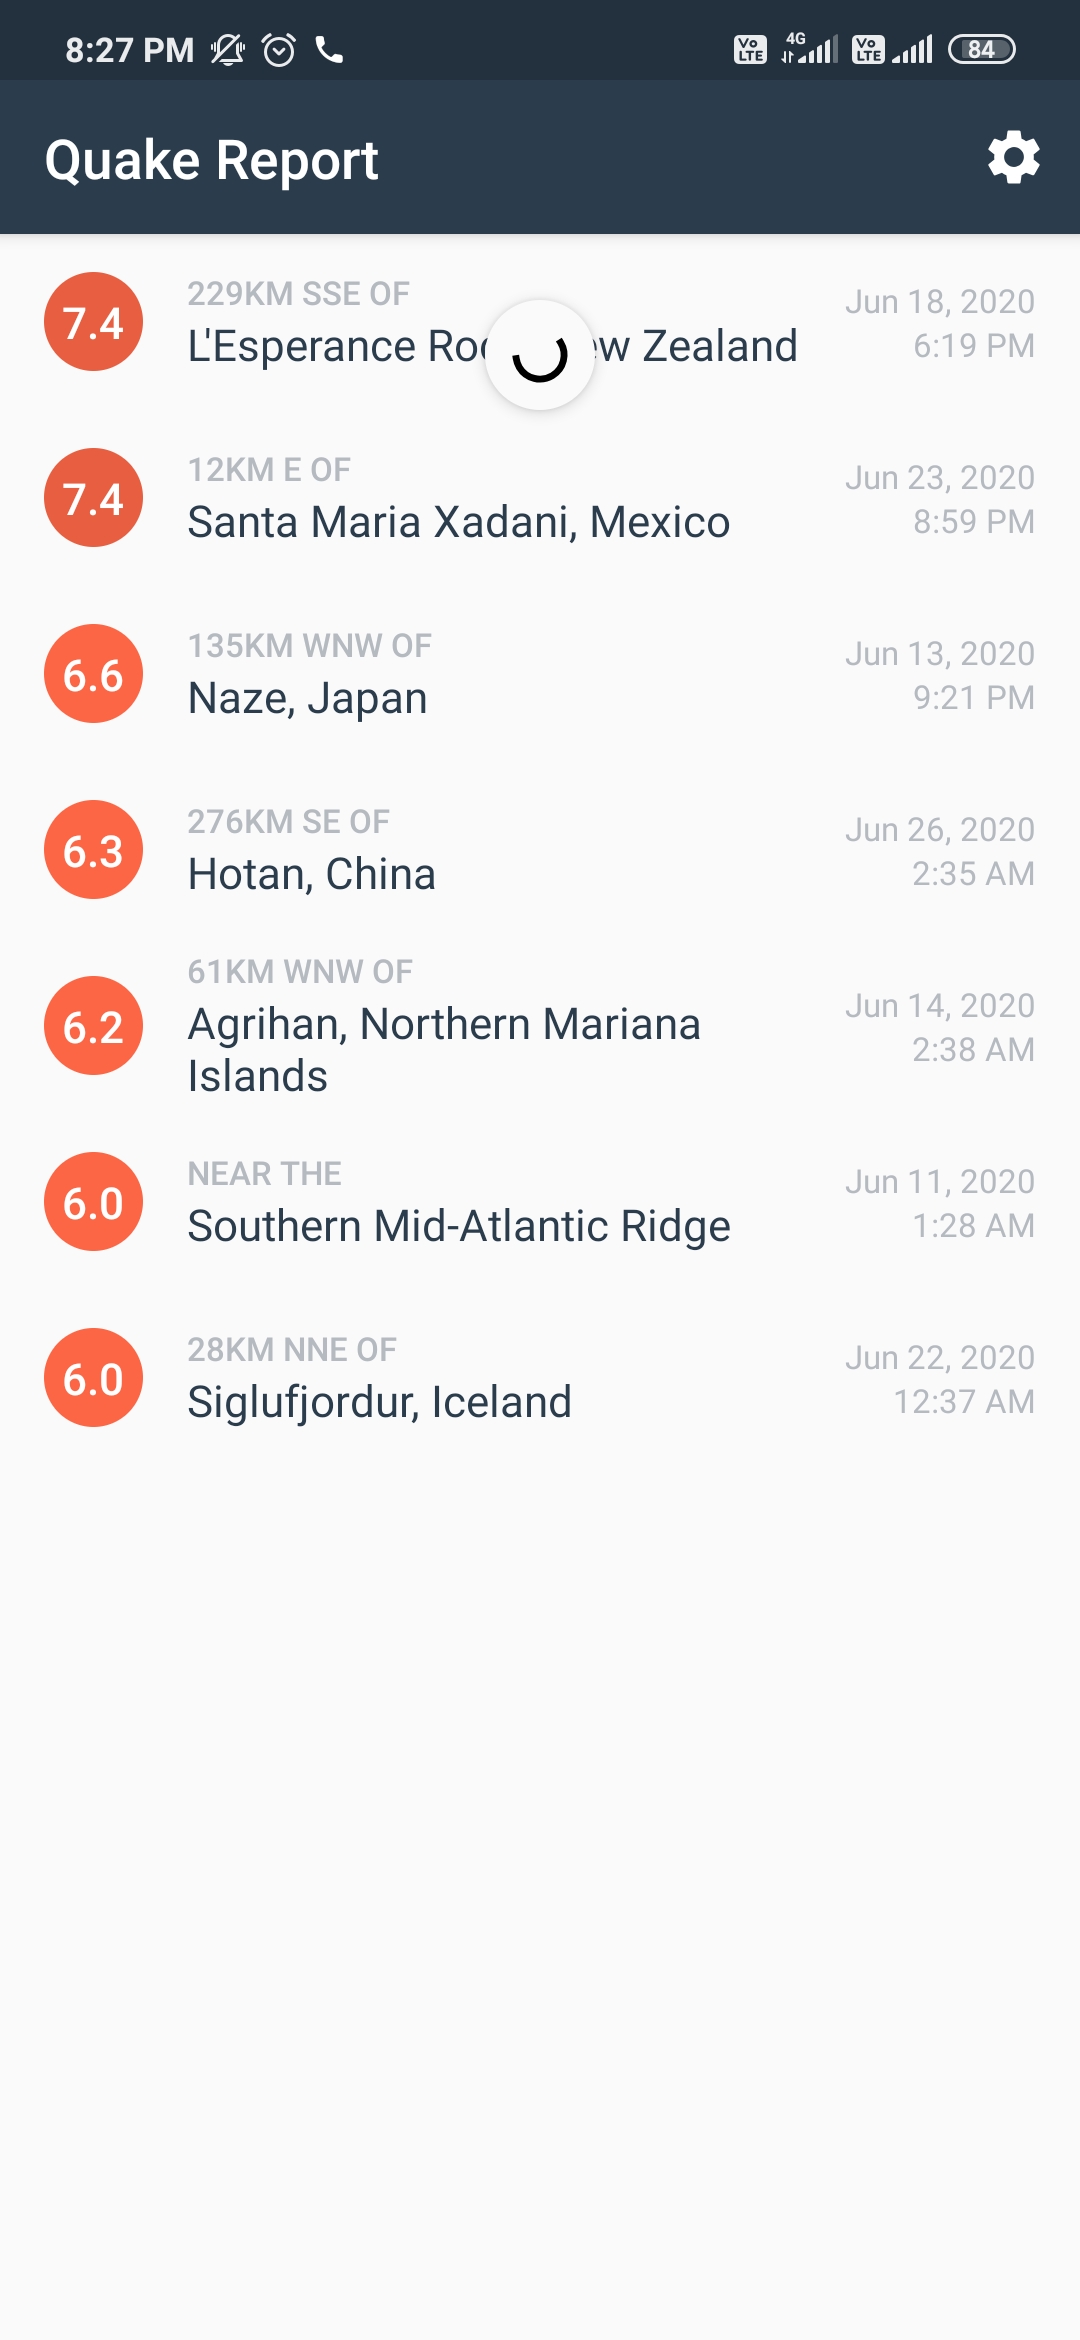 8:27 PM
Vo LTE 4G Vo LTE 84
Quake Report
7.4
229KM SSE OF
L'Esperance Zealand
Jun 18, 2020
6:19 PM
7.4
12KM E OF
Santa Maria Xadani, Mexico
Jun 23, 2020
8:59 PM
6.6
135KM WNW OF
Naze, Japan
Jun 13, 2020
9:21 PM
6.3
276KM SE OF
Hotan, China
Jun 26, 2020
2:35 AM
6.2
61KM WNW OF
Agrihan, Northern Mariana
Islands
Jun 14, 2020
2:38 AM
6.0
NEAR THE
Southern Mid-Atlantic Ridge
Jun 11, 2020
1:28 AM
6.0
28KM NNE OF
Siglufjordur, Iceland
Jun 22, 2020
12:37 AM